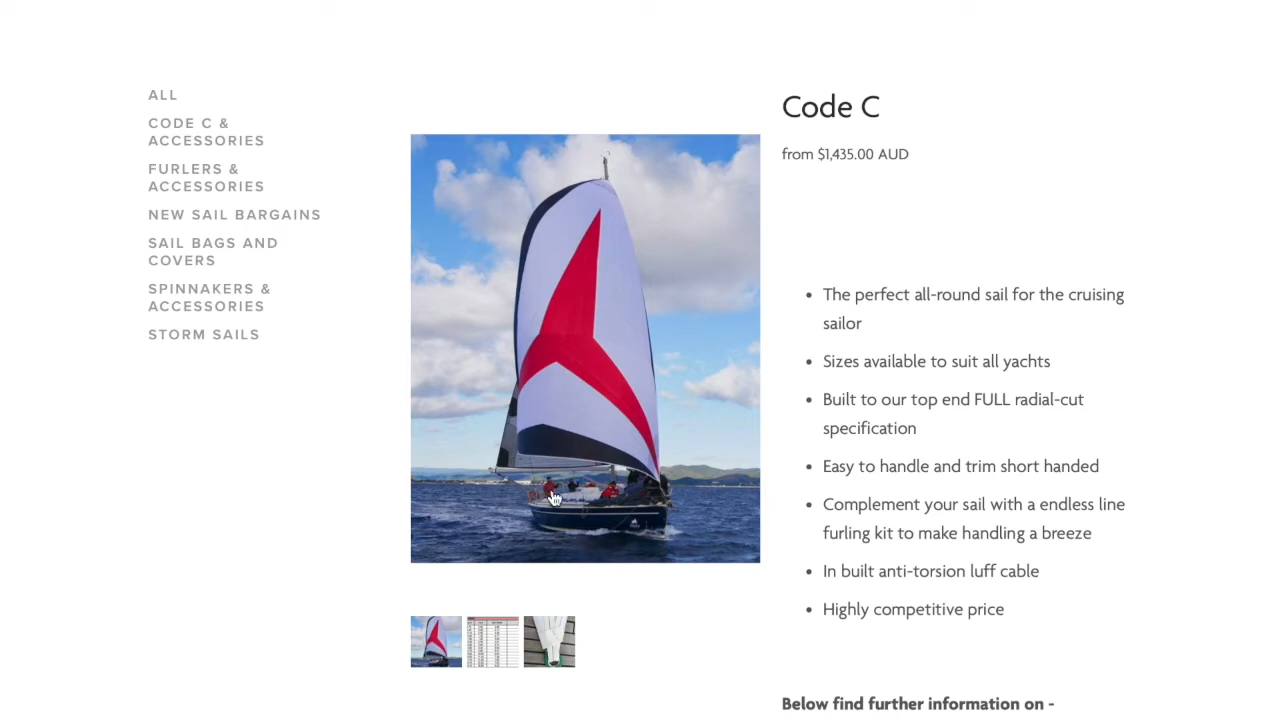 ALL
CODE C &
ACCESSORIES
FURLERS &
ACCESSORIES
NEW SAIL BARGAINS
SAIL BAGS AND
COVERS
SPINNAKERS &
ACCESSORIES
STORM SAILS
Code C
from $1,435.00 AUD
• The perfect all-round sail for the cruising
sailor
• Sizes available to suit all yachts
• Built to our top end FULL radial-cut
specification
• Easy to handle and trim short handed
• Complement your sail with a endless line
furling kit to make handling a breeze
• In built anti-torsion luff cable
• Highly competitive price
Below find further information on -